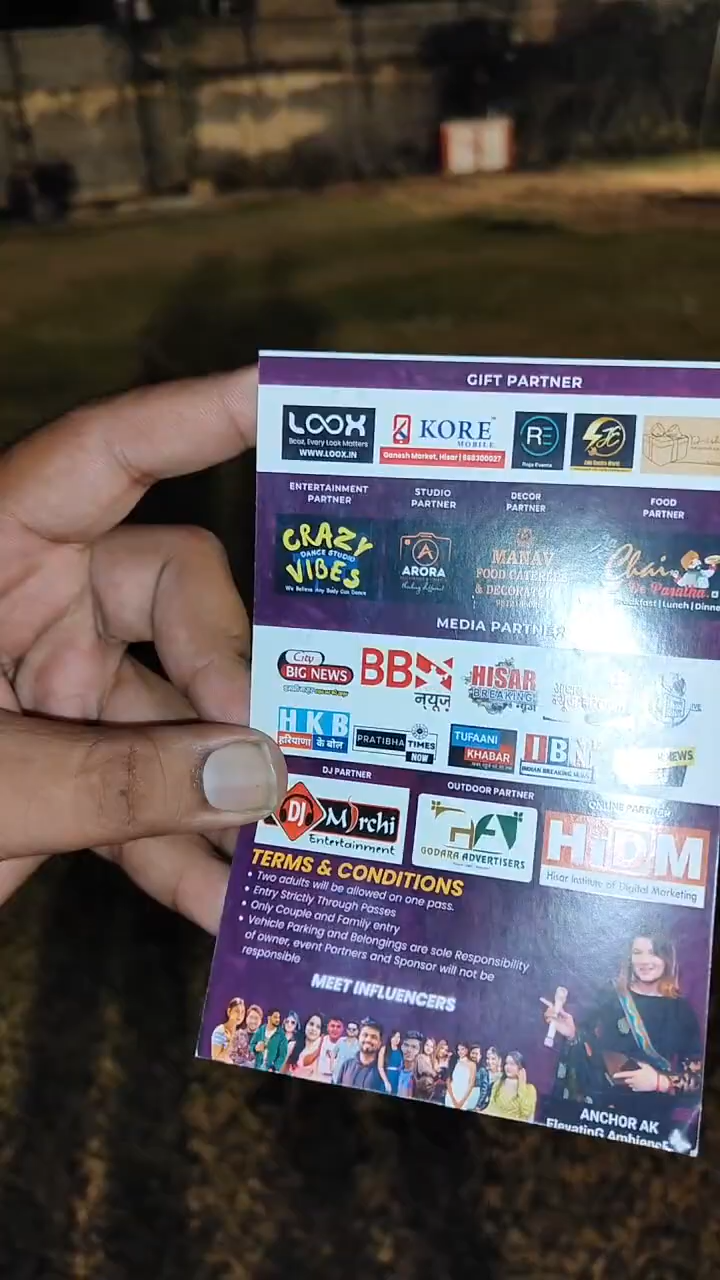 GIFT PARTNER
LOOX
Bcoz, Every Look Matters
WWW.LOOX.IN
KORE™
MOBILE
Ganesh Market, Hisar
RE
ENTERTAINMENT PARTNER
STUDIO PARTNER
DECOR PARTNER
FOOD PARTNER
CRAZY
DANCE STUDIO
VIBES
We Believe Any Body Can Dance
ARORA
MANAV
FOOD CATERERS
& DECORATORS
Chai
Pe Paratha
Breakfast | Lunch | Dinner
MEDIA PARTNER
City
BIG NEWS
BBN
न्यूज़
HISAR
BREAKING
न्यूज़
HKB
हरियाणा के बोल
PRATIBHA TIMES
NOW
TUFAANI
KHABAR
IBN
INDIAN BREAKING NEWS
NEWS
DJ PARTNER
OUTDOOR PARTNER
ONLINE PARTNER
DJ Mirchi
Entertainment
GODARA ADVERTISERS
HiDM
Hisar Institute of Digital Marketing
TERMS & CONDITIONS
• Two adults will be allowed on one pass.
• Entry Strictly Through Passes
• Only Couple and Family entry
• Vehicle Parking and Belongings are sole Responsibility
of owner, event Partners and Sponsor will not be
responsible
MEET INFLUENCERS
ANCHOR AK
ElevatinG